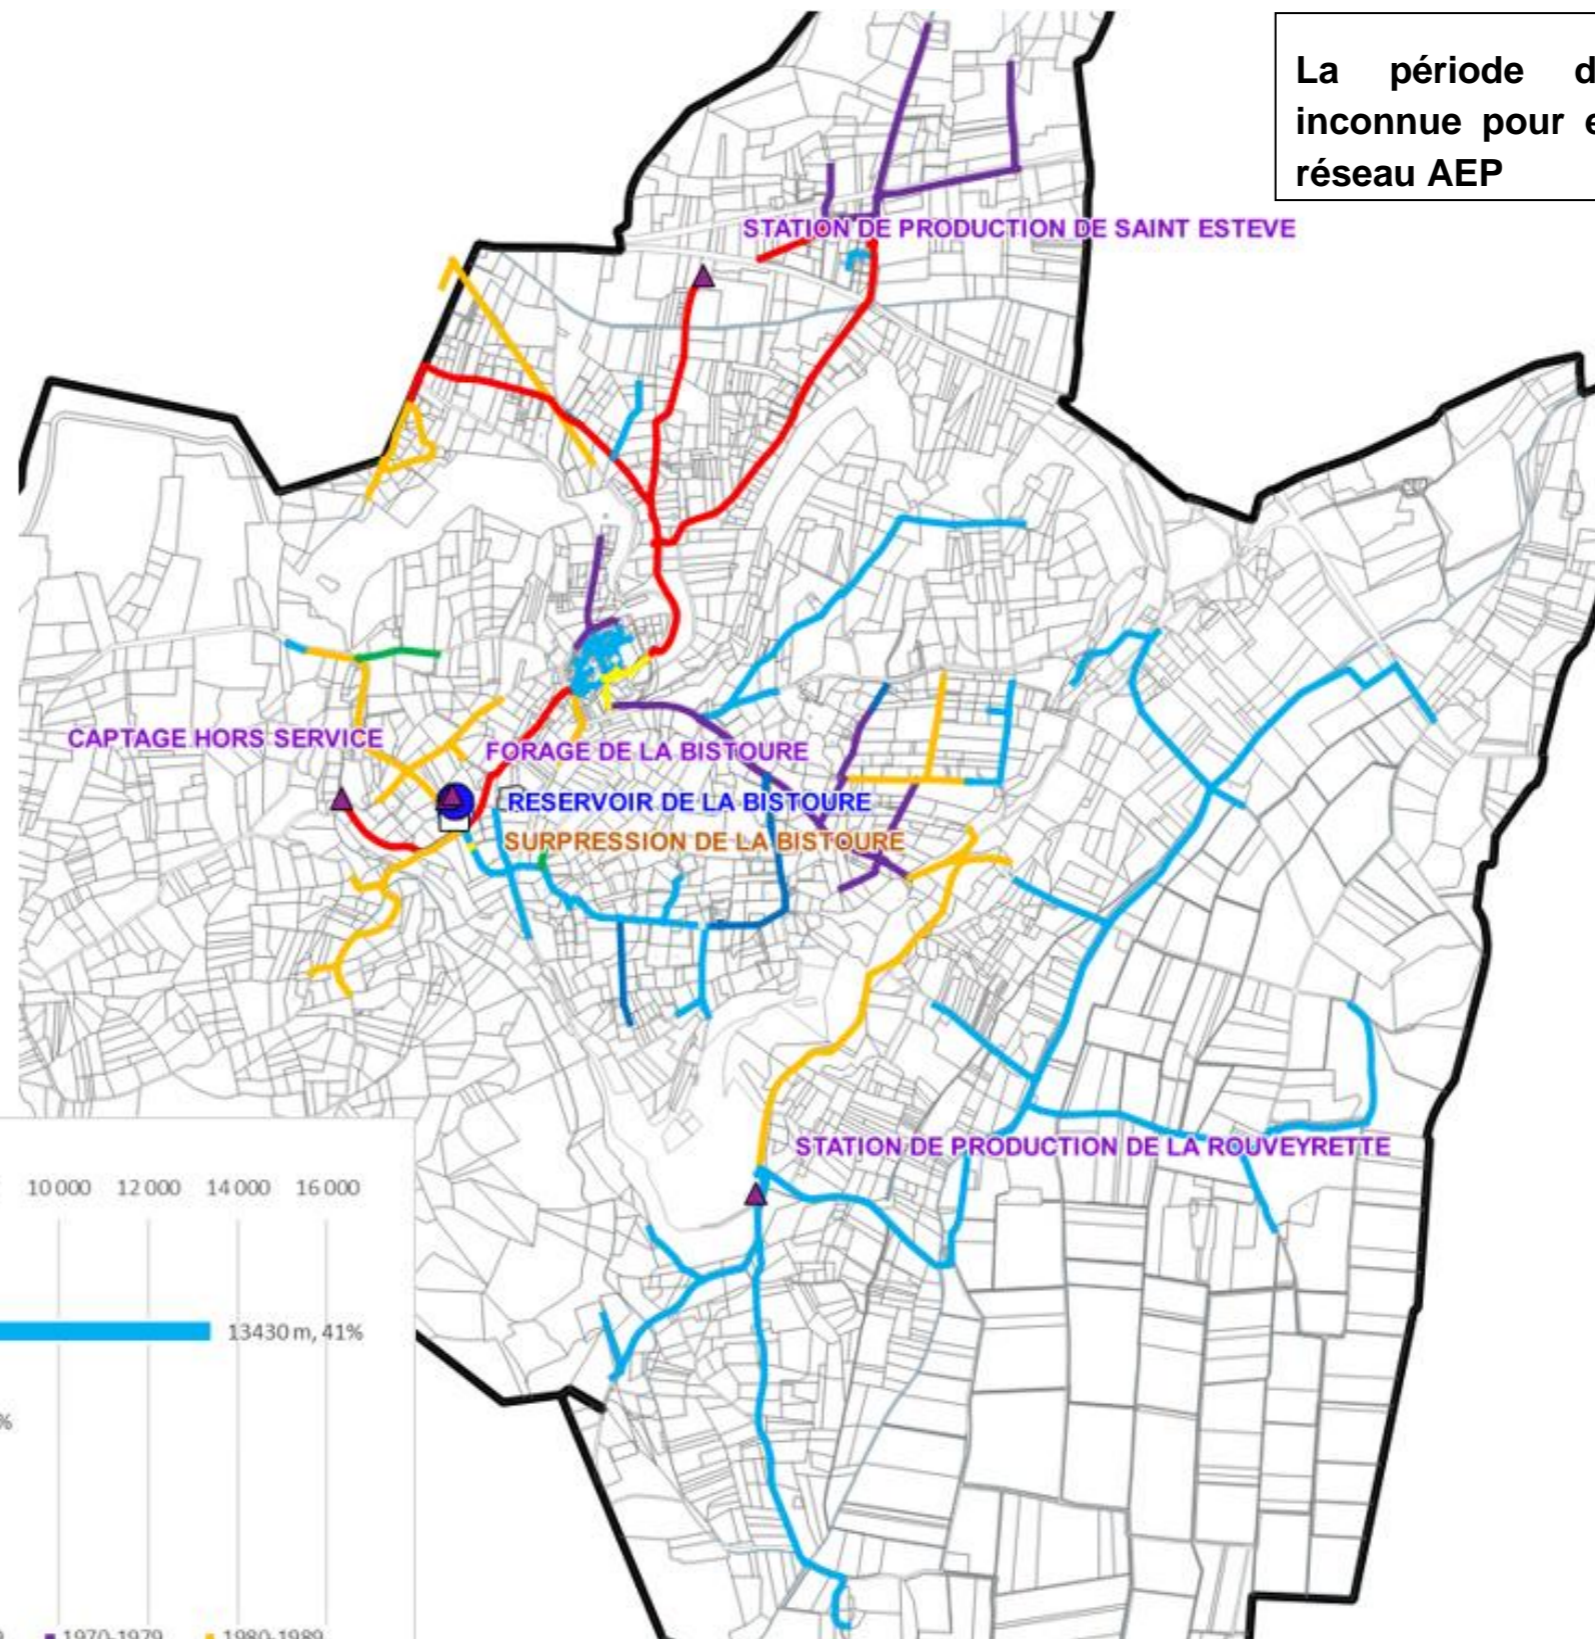 La période d
inconnue pour e
réseau AEP
STATION DE PRODUCTION DE SAINT ESTEVE
CAPTAGE HORS SERVICE
FORAGE DE LA BISTOURE
RESERVOIR DE LA BISTOURE
SURPRESSION DE LA BISTOURE
STATION DE PRODUCTION DE LA ROUVEYRETTE
10 000 12 000 14 000 16 000
13430 m, 41%
%
9 1970-1979 1980-1989